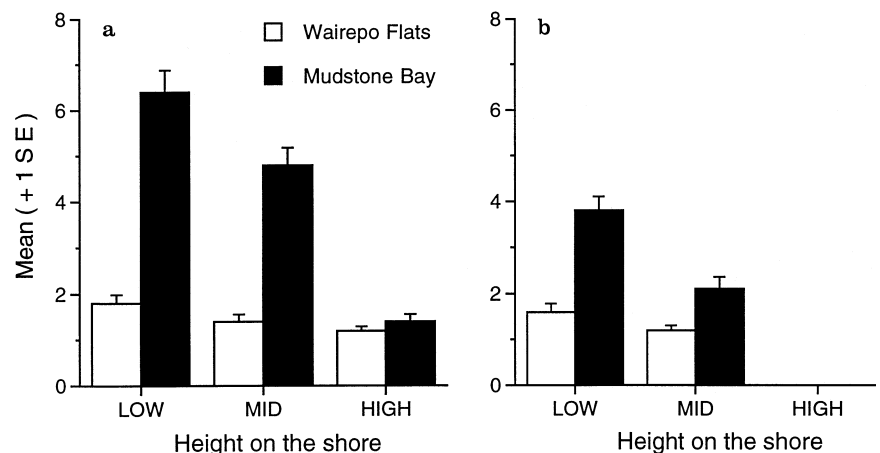 a
Wairepo Flats
Mudstone Bay
8
6
4
2
0
Mean ( + 1 S E )
LOW MID HIGH
Height on the shore
b
8
6
4
2
0
LOW MID HIGH
Height on the shore